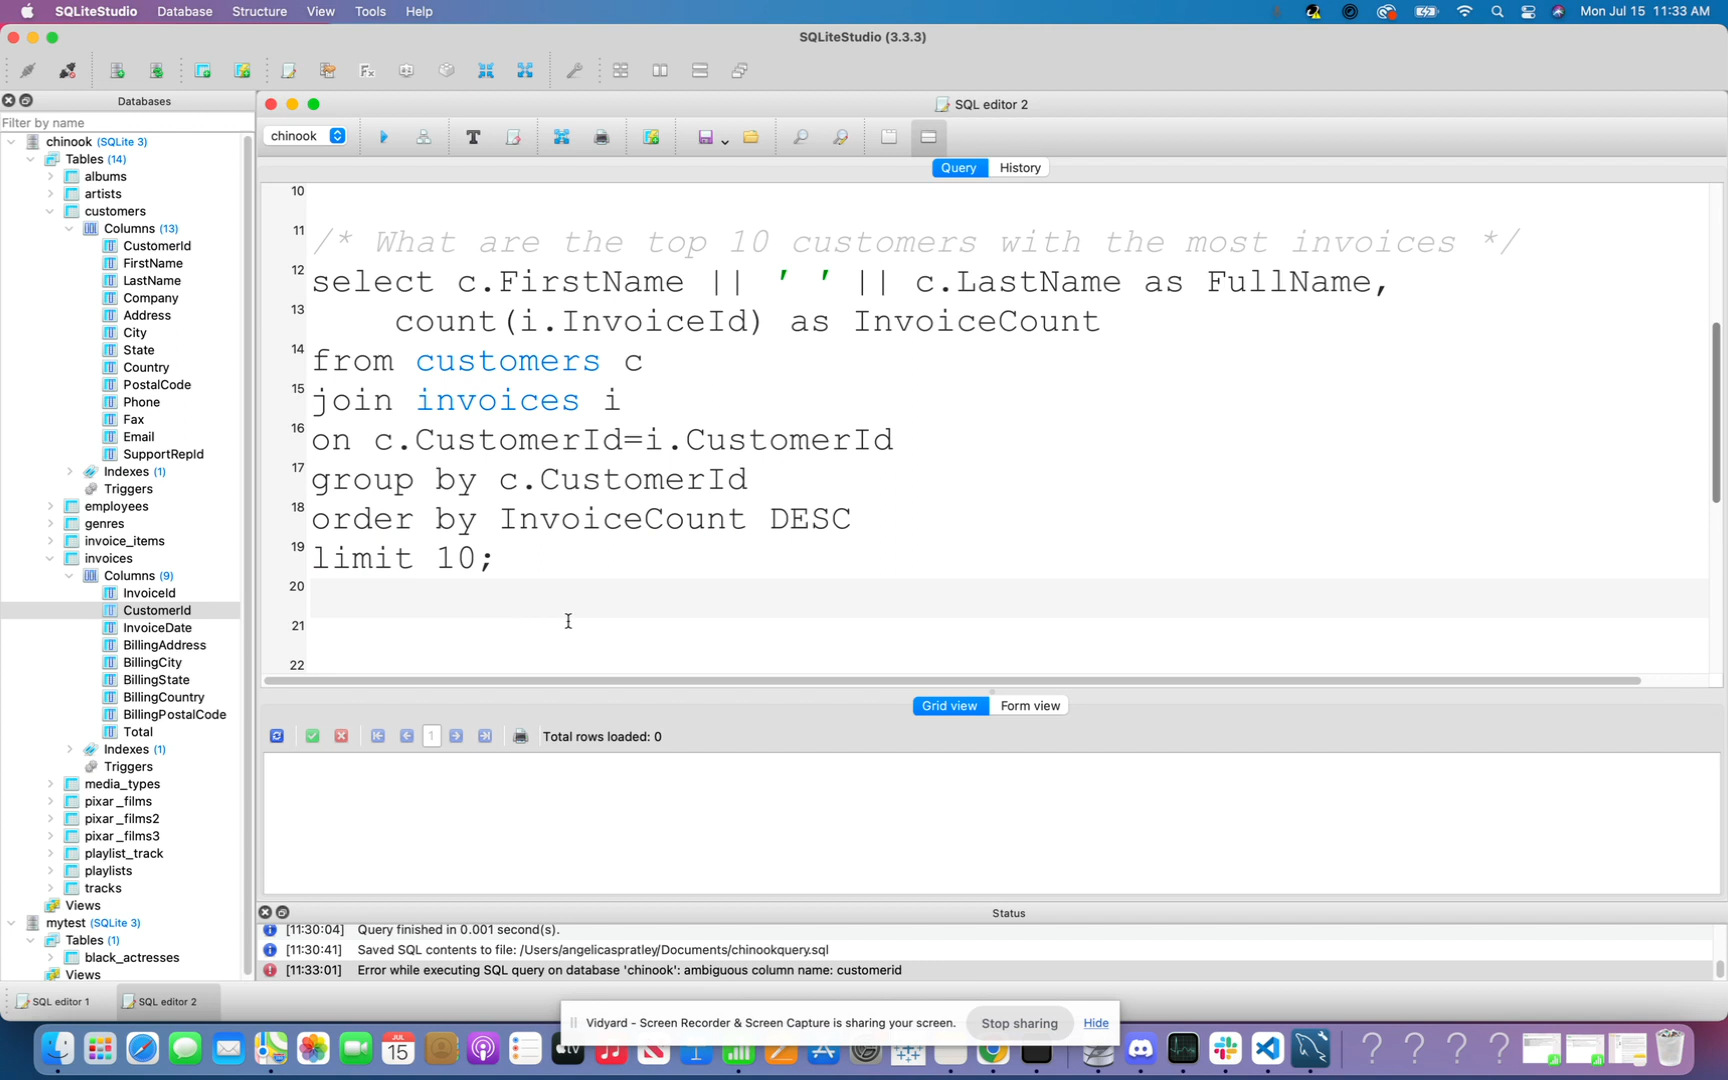 SQLiteStudio Database Structure View Tools Help Mon Jul 15 11:33 AM
SQLiteStudio (3.3.3)
Databases
Filter by name
chinook (SQLite 3)
Tables (14)
albums
artists
customers
Columns (13)
CustomerId
FirstName
LastName
Company
Address
City
State
Country
PostalCode
Phone
Fax
Email
SupportRepId
Indexes (1)
Triggers
employees
genres
invoice_items
invoices
Columns (9)
InvoiceId
CustomerId
InvoiceDate
BillingAddress
BillingCity
BillingState
BillingCountry
BillingPostalCode
Total
Indexes (1)
Triggers
media_types
pixar_films
pixar_films2
pixar_films3
playlist_track
playlists
tracks
Views
mytest (SQLite 3)
Tables (1)
black_actresses
Views
SQL editor 2
chinook
Query History
10
11 /* What are the top 10 customers with the most invoices */
12 select c.FirstName || ' ' || c.LastName as FullName,
13 count(i.InvoiceId) as InvoiceCount
14 from customers c
15 join invoices i
16 on c.CustomerId=i.CustomerId
17 group by c.CustomerId
18 order by InvoiceCount DESC
19 limit 10;
20
21
22
Grid view Form view
1 Total rows loaded: 0
Status
[11:30:04] Query finished in 0.001 second(s).
[11:30:41] Saved SQL contents to file: /Users/angelicaspratley/Documents/chinookquery.sql
[11:33:01] Error while executing SQL query on database 'chinook': ambiguous column name: customerid
SQL editor 1 SQL editor 2
Vidyard - Screen Recorder & Screen Capture is sharing your screen. Stop sharing Hide
JUL
15